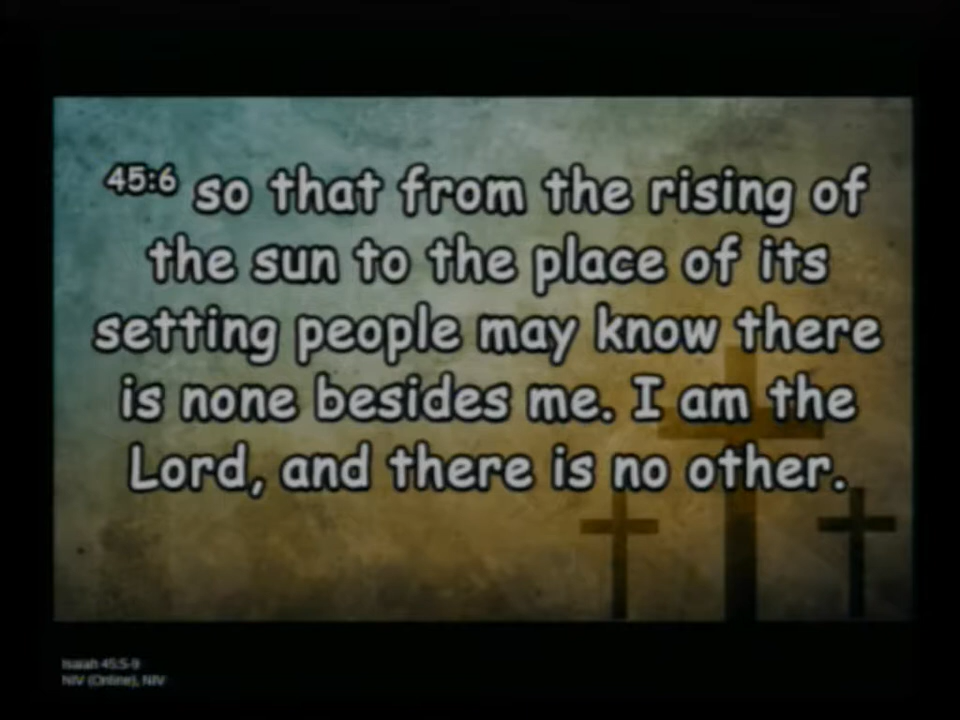 45:6 so that from the rising of
the sun to the place of its
setting people may know there
is none besides me. I am the
Lord, and there is no other.
Isaiah 45:5-9
NIV (Online), NIV